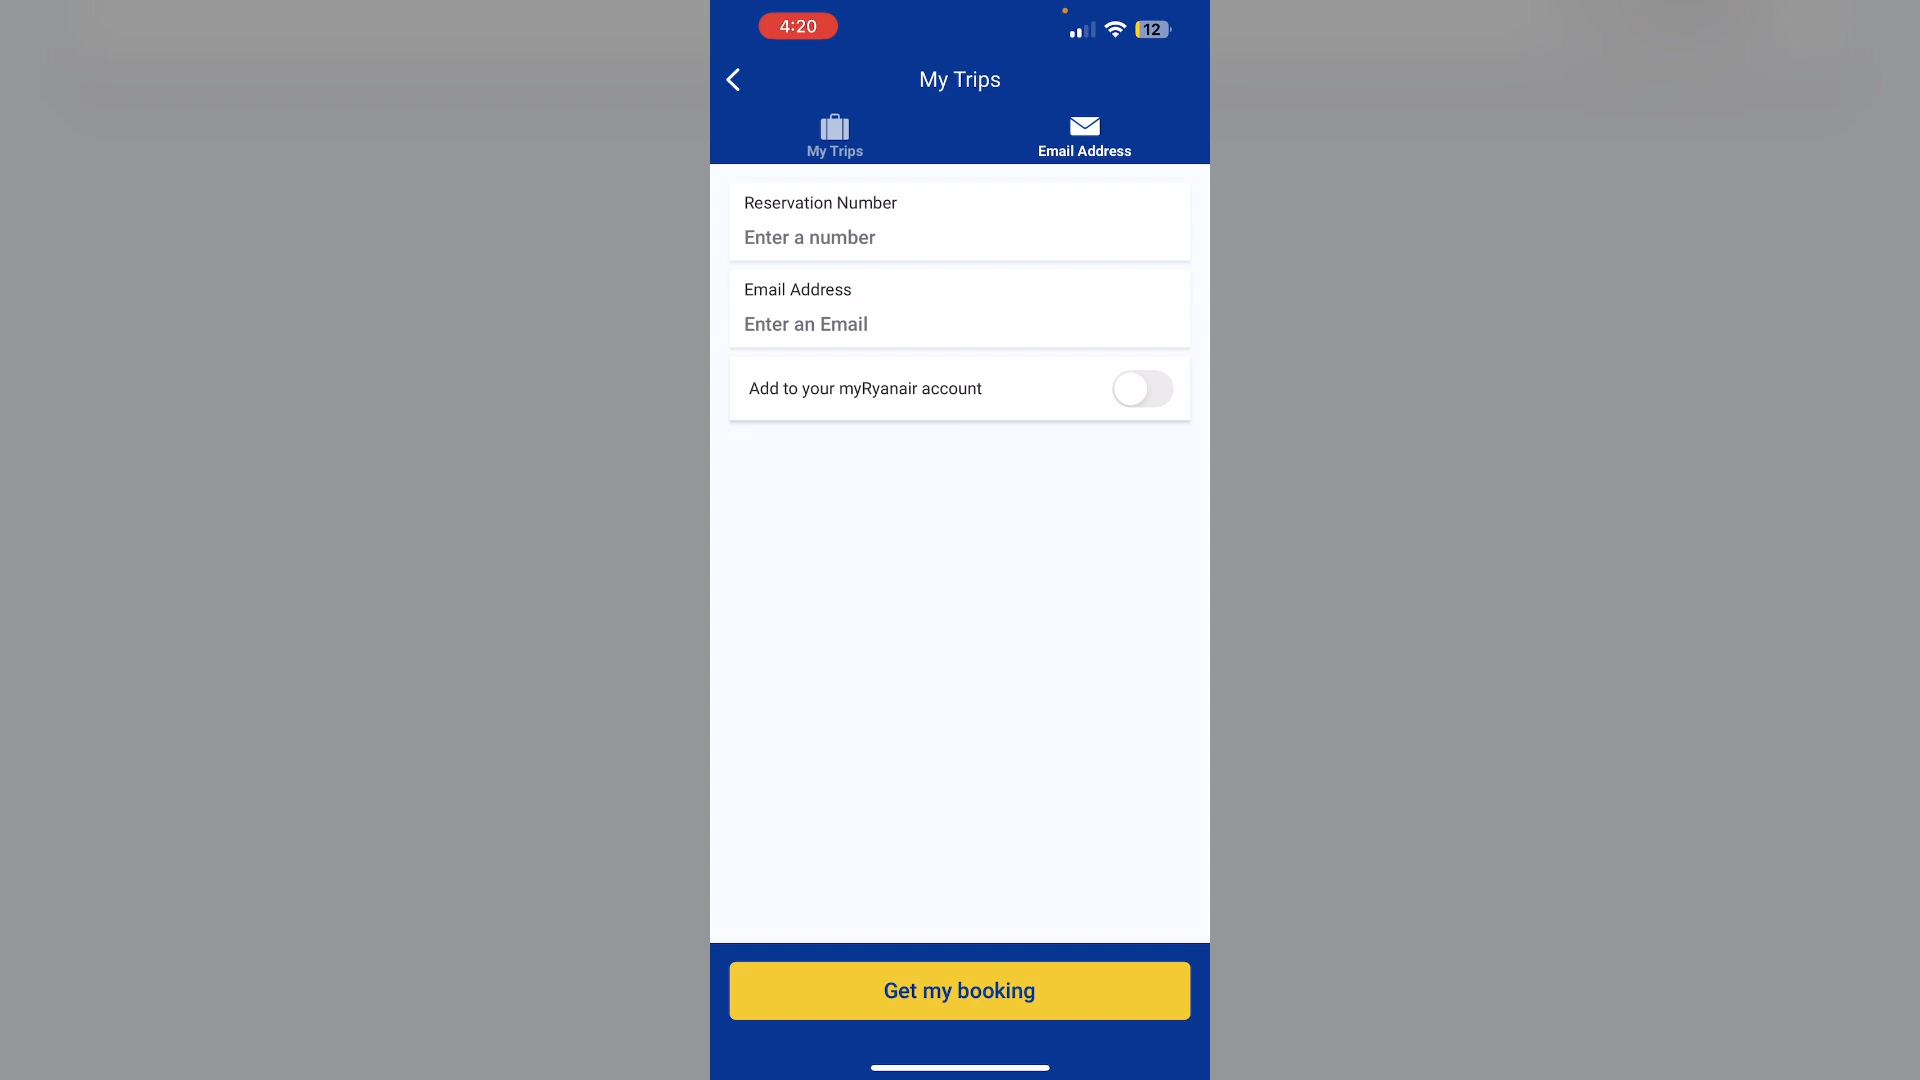 4:20
12
My Trips
My Trips
Email Address
Reservation Number
Enter a number
Email Address
Enter an Email
Add to your myRyanair account
Get my booking